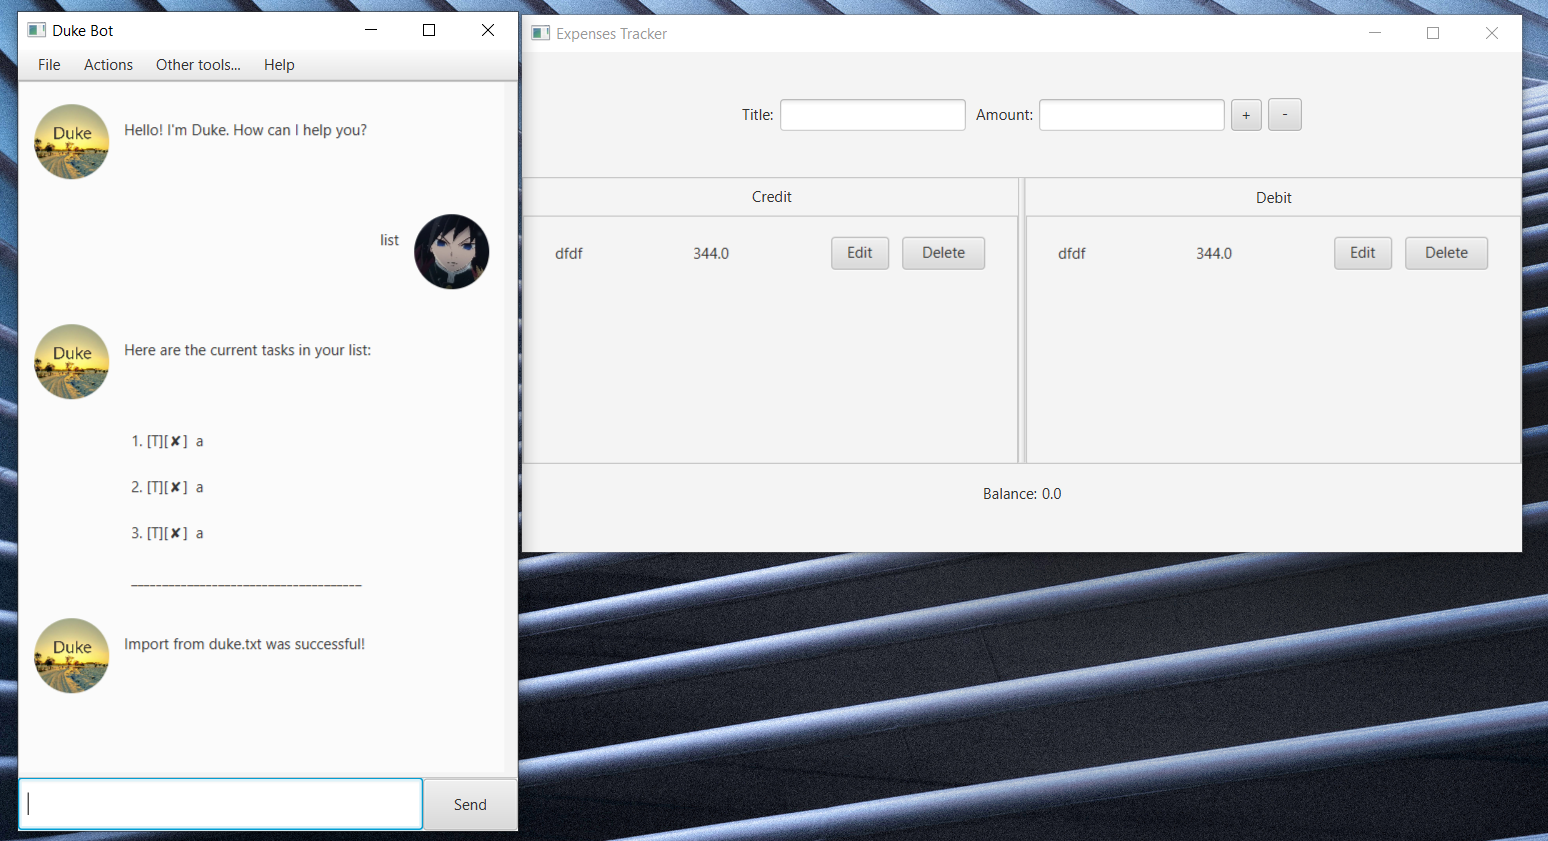 Duke Bot
File Actions Other tools... Help
Duke
Hello! I'm Duke. How can I help you?
list
Duke
Here are the current tasks in your list:
1. [T][✘] a
2. [T][✘] a
3. [T][✘] a
_____________________________________
Duke
Import from duke.txt was successful!
Send
Expenses Tracker
Title: Amount: + -
Credit Debit
dfdf 344.0 Edit Delete dfdf 344.0 Edit Delete
Balance: 0.0